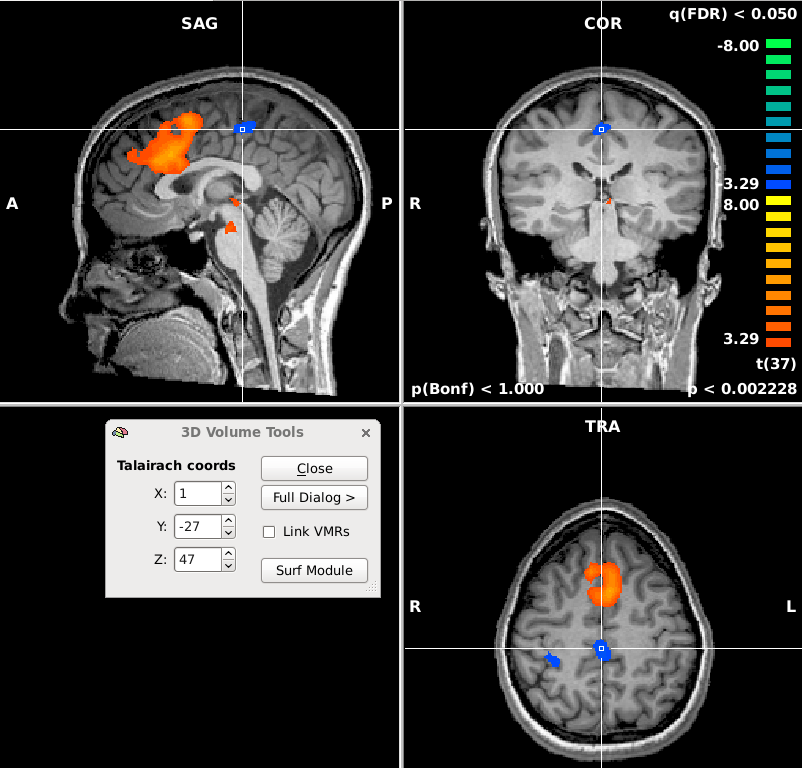 SAG
A
P
COR
q(FDR) < 0.050
-8.00
-3.29
8.00
3.29
t(37)
R
p(Bonf) < 1.000
p < 0.002228
3D Volume Tools
Talairach coords
X: 1
Y: -27
Z: 47
Close
Full Dialog >
Link VMRs
Surf Module
TRA
R
L